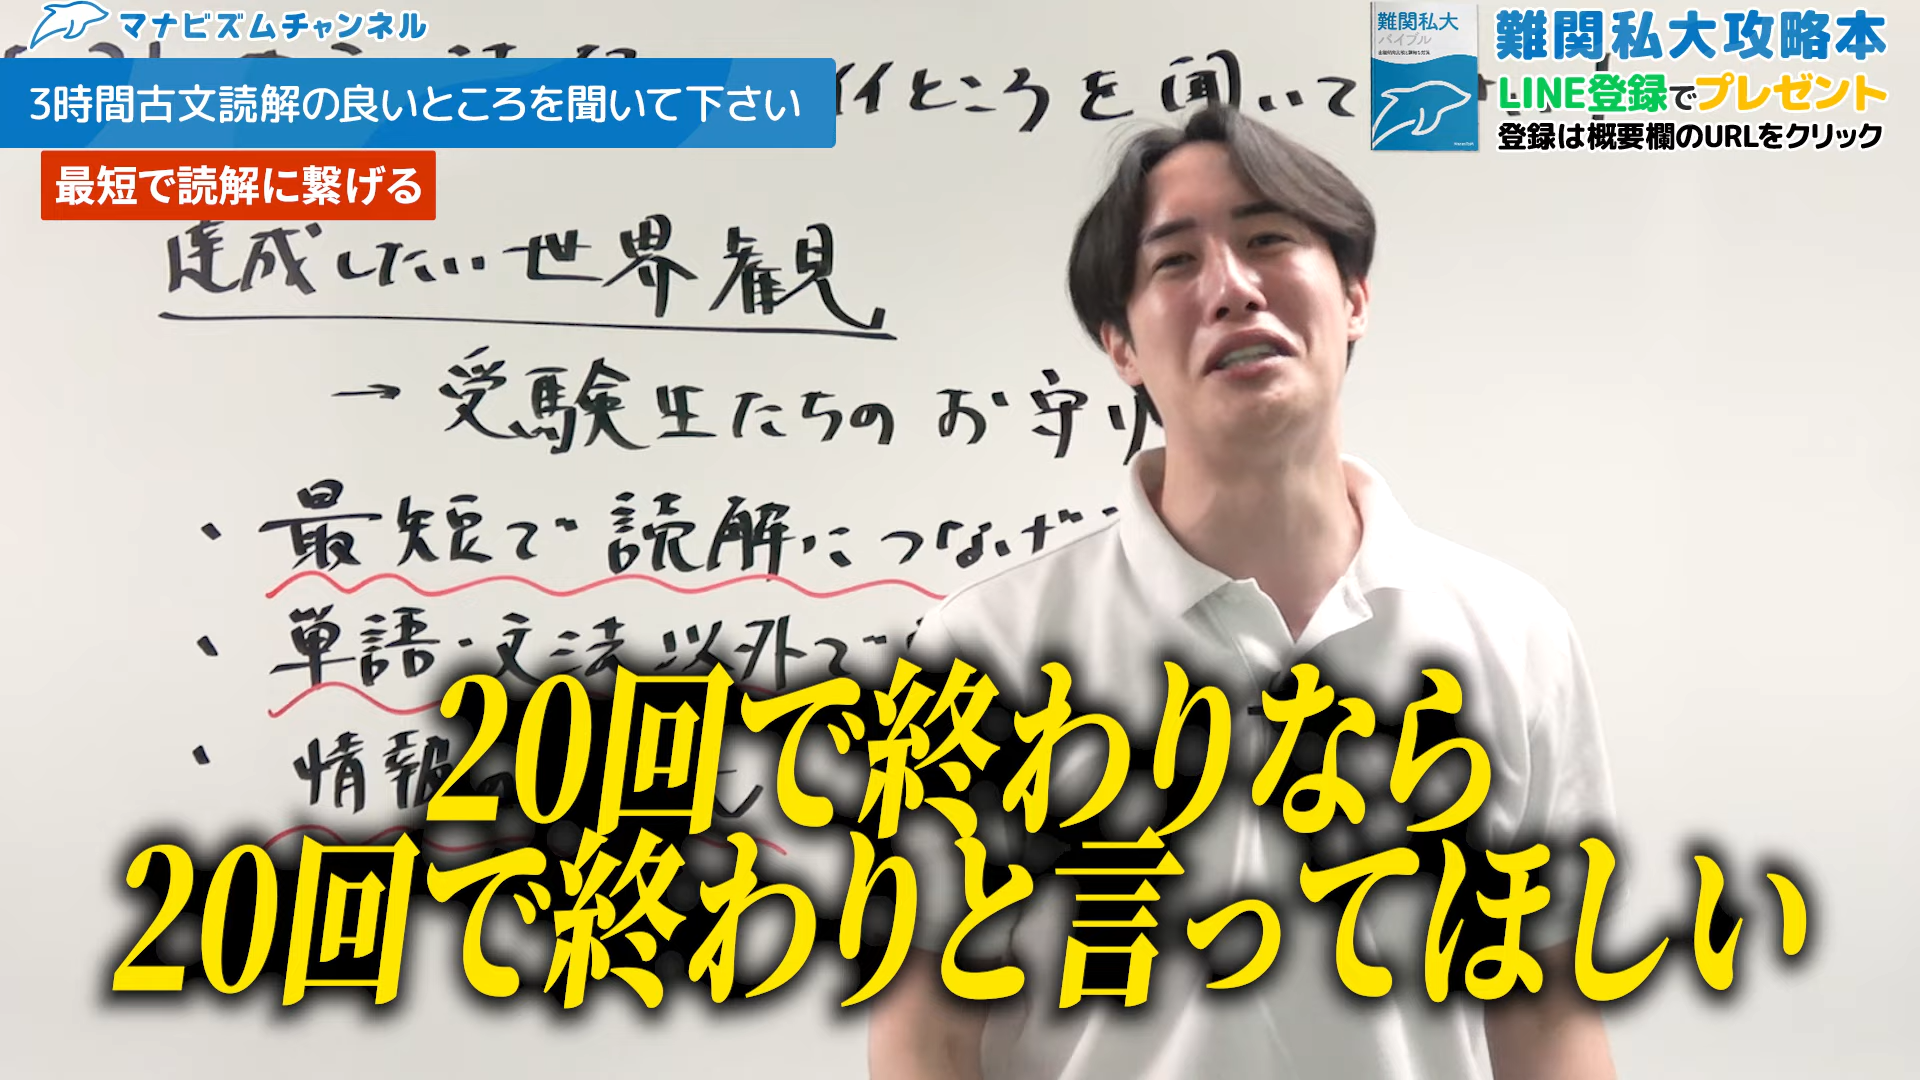 マナビズムチャンネル
3時間古文読解の良いところを聞いて下さい
最短で読解に繋げる
難関私大
バイブル
難関私大攻略本
LINE登録でプレゼント
登録は概要欄のURLをクリック
イイところを聞いて
達成したい世界観
→受験生たちのお守り
・最短で読解につなげ
・単語・文法以外で
・情報の
20回で終わりなら
20回で終わりと言ってほしい